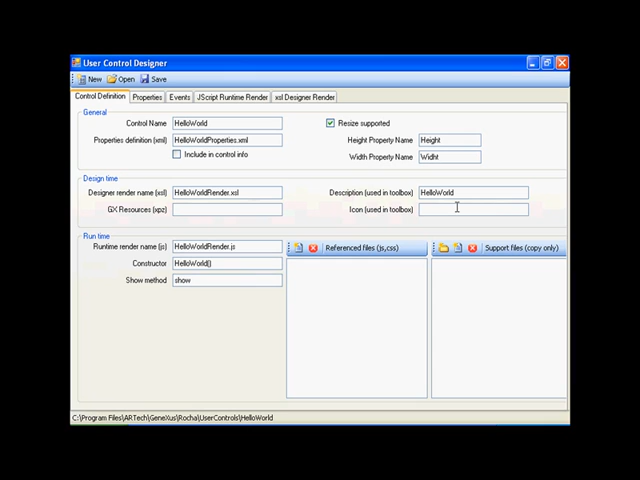 User Control Designer
New Open Save
Control Definition Properties Events JScript Runtime Render xsl Designer Render
General
Control Name HelloWorld Resize supported
Properties definition (xml) HelloWorldProperties.xml Height Property Name Height
Include in control info Width Property Name Widht
Design time
Designer render name (xsl) HelloWorldRender.xsl Description (used in toolbox) HelloWorld
GX Resources (xpz) Icon (used in toolbox)
Run time
Runtime render name (js) HelloWorldRender.js Referenced files (js,css) Support files (copy only)
Constructor HelloWorld()
Show method show
C:\Program Files\ARTech\GeneXus\Rocha\UserControls\HelloWorld